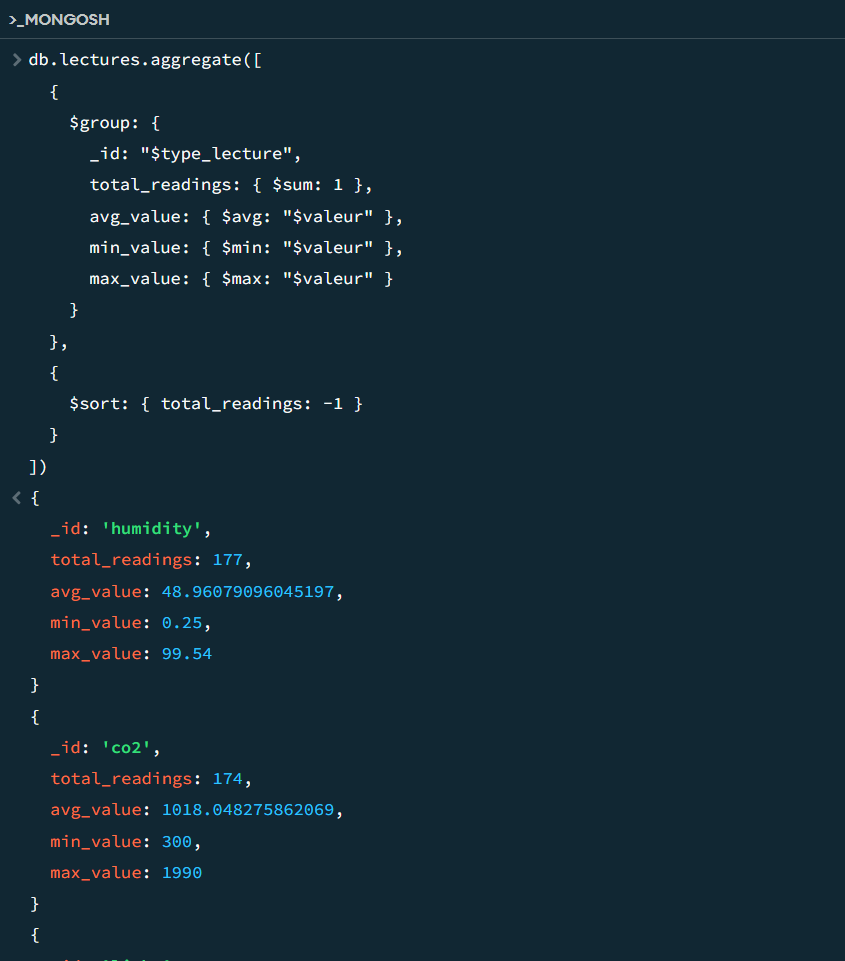 >_MONGOSH
> db.lectures.aggregate([
{
$group: {
_id: "$type_lecture",
total_readings: { $sum: 1 },
avg_value: { $avg: "$valeur" },
min_value: { $min: "$valeur" },
max_value: { $max: "$valeur" }
}
},
{
$sort: { total_readings: -1 }
}
])
< {
_id: 'humidity',
total_readings: 177,
avg_value: 48.96079096045197,
min_value: 0.25,
max_value: 99.54
}
{
_id: 'co2',
total_readings: 174,
avg_value: 1018.048275862069,
min_value: 300,
max_value: 1990
}
{